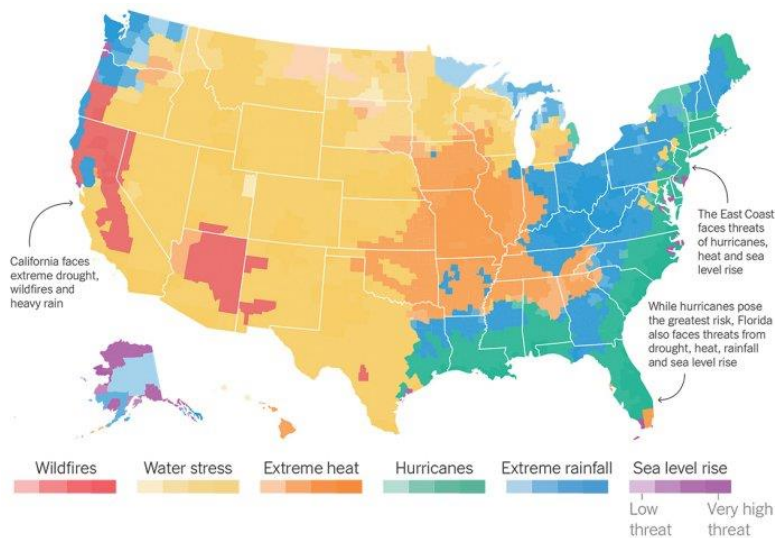 The East Coast
faces threats
of hurricanes,
heat and sea
level rise
California faces
extreme drought,
wildfires and
heavy rain
While hurricanes pose
the greatest risk, Florida
also faces threats from
drought, heat, rainfall
and sea level rise
Wildfires
Water stress
Extreme heat
Hurricanes
Extreme rainfall
Sea level rise
Low
threat
Very high
threat